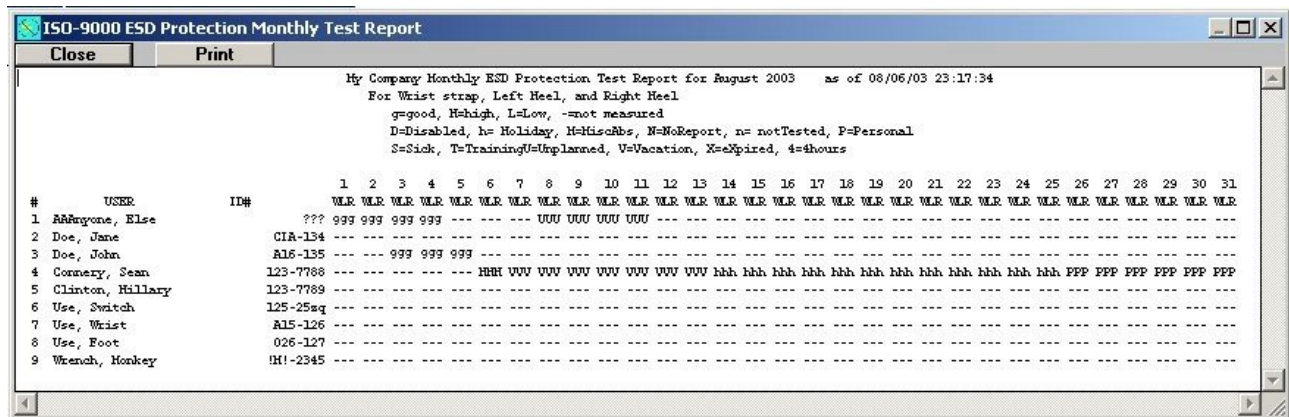 ISO-9000 ESD Protection Monthly Test Report
Close Print
My Company Monthly ESD Protection Test Report for August 2003 as of 08/06/03 23:17:34
For Wrist strap, Left Heel, and Right Heel
g=good, H=high, L=Low, -=not measured
D=Disabled, h= Holiday, M=MiscAbs, N=NoReport, n= notTested, P=Personal
S=Sick, T=TrainingU=Unplanned, V=Vacation, X=eXpired, 4=4hours
1 2 3 4 5 6 7 8 9 10 11 12 13 14 15 16 17 18 19 20 21 22 23 24 25 26 27 28 29 30 31
# USER ID# WLR WLR WLR WLR WLR WLR WLR WLR WLR WLR WLR WLR WLR WLR WLR WLR WLR WLR WLR WLR WLR WLR WLR WLR WLR WLR WLR WLR WLR WLR WLR
1 AAAnyone, Else ??? ggg ggg ggg ggg --- --- --- UUU UUU UUU UUU --- --- --- --- --- --- --- --- --- --- --- --- --- --- --- --- --- --- --- ---
2 Doe, Jane CIA-134 --- --- --- --- --- --- --- --- --- --- --- --- --- --- --- --- --- --- --- --- --- --- --- --- --- --- --- --- --- --- ---
3 Doe, John A16-135 --- --- ggg ggg ggg --- --- --- --- --- --- --- --- --- --- --- --- --- --- --- --- --- --- --- --- --- --- --- --- --- ---
4 Connery, Sean 123-7788 --- --- --- --- --- MMM VVV VVV VVV VVV VVV VVV VVV hhh hhh hhh hhh hhh hhh hhh hhh hhh hhh hhh hhh PPP PPP PPP PPP PPP PPP
5 Clinton, Hillary 123-7789 --- --- --- --- --- --- --- --- --- --- --- --- --- --- --- --- --- --- --- --- --- --- --- --- --- --- --- --- --- --- ---
6 Use, Switch 125-25sq --- --- --- --- --- --- --- --- --- --- --- --- --- --- --- --- --- --- --- --- --- --- --- --- --- --- --- --- --- --- ---
7 Use, Wrist A15-126 --- --- --- --- --- --- --- --- --- --- --- --- --- --- --- --- --- --- --- --- --- --- --- --- --- --- --- --- --- --- ---
8 Use, Foot 026-127 --- --- --- --- --- --- --- --- --- --- --- --- --- --- --- --- --- --- --- --- --- --- --- --- --- --- --- --- --- --- ---
9 Wrench, Monkey !M!-2345 --- --- --- --- --- --- --- --- --- --- --- --- --- --- --- --- --- --- --- --- --- --- --- --- --- --- --- --- --- --- ---